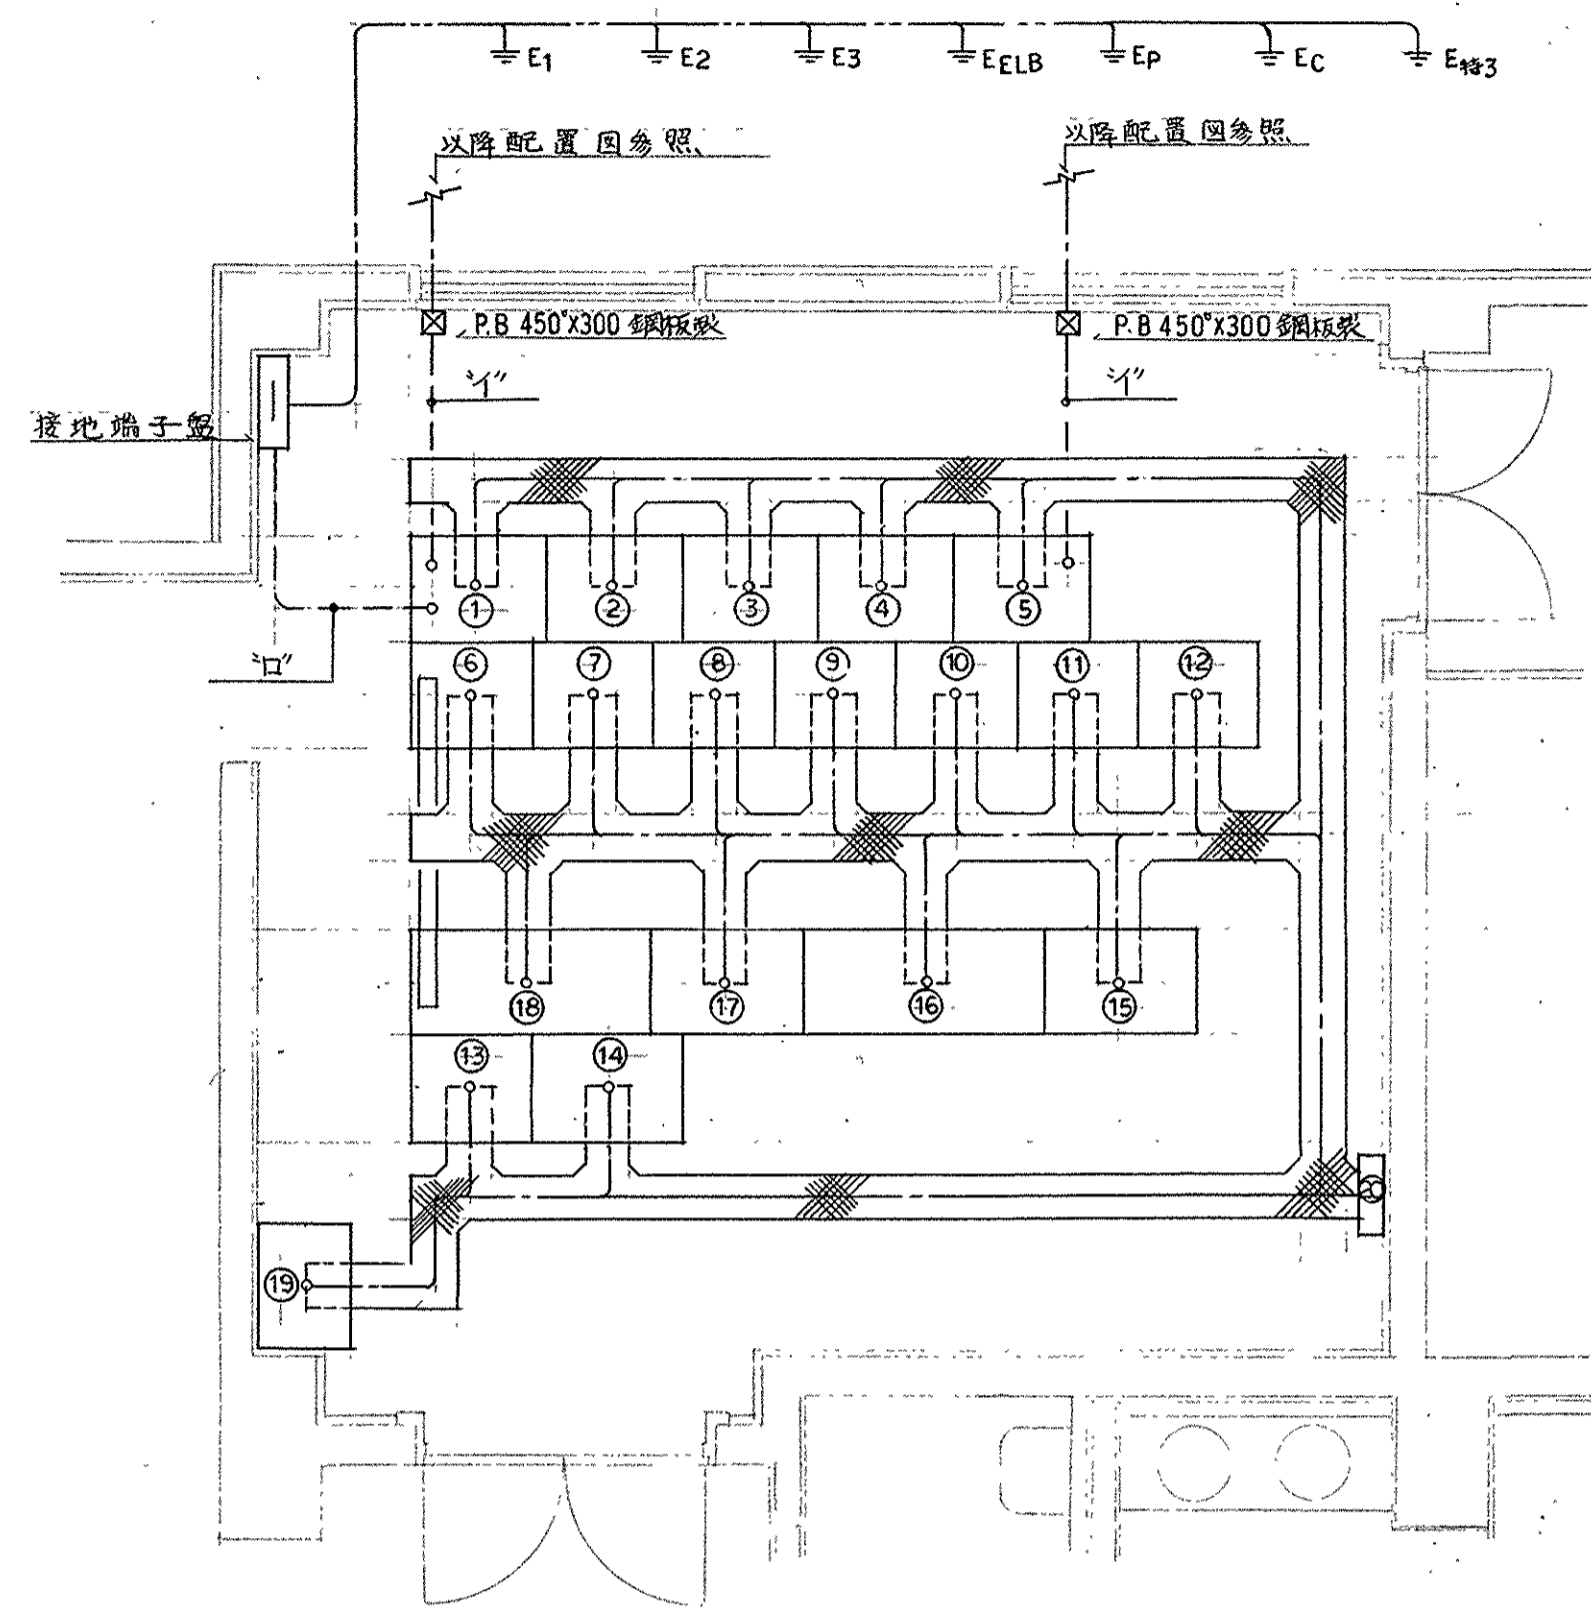 E1 E2 E3 EELB EP EC E特3
以降配置図参照
以降配置図参照
P.B 450°X300 鋼板製
P.B 450°X300 鋼板製
"イ"
"イ"
接地端子盤
① ② ③ ④ ⑤
"ロ"
⑥ ⑦ ⑧ ⑨ ⑩ ⑪ ⑫
⑱ ⑰ ⑯ ⑮
⑬ ⑭
⑳
⑲